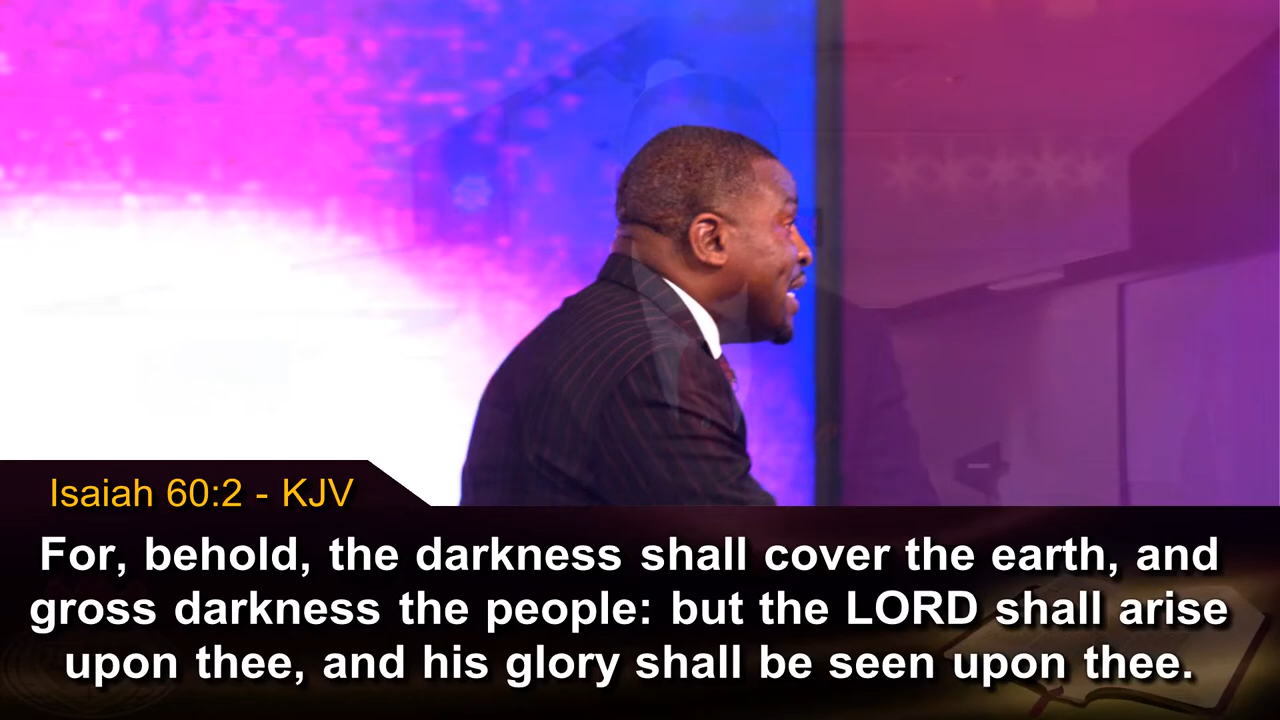 Isaiah 60:2 - KJV
For, behold, the darkness shall cover the earth, and
gross darkness the people: but the LORD shall arise
upon thee, and his glory shall be seen upon thee.